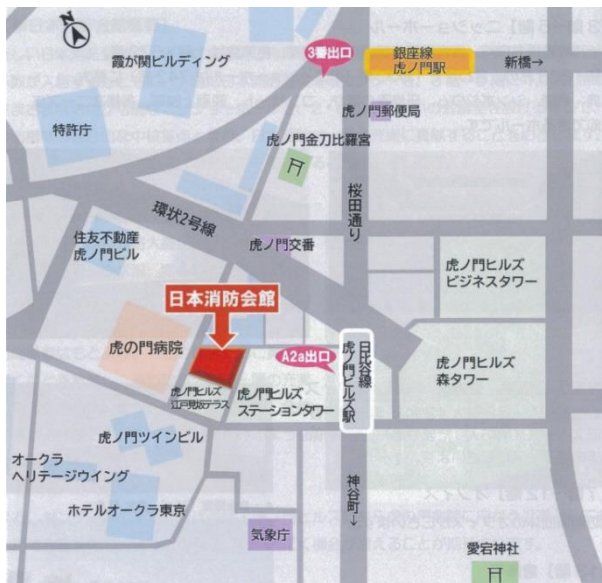 N
3番出口
銀座線
虎ノ門駅
新橋→
霞が関ビルディング
特許庁
虎ノ門郵便局
虎ノ門金刀比羅宮
桜田通り
環状2号線
住友不動産
虎ノ門ビル
虎ノ門交番
虎ノ門ヒルズ
ビジネスタワー
日本消防会館
虎の門病院
A2a出口
日比谷線
虎ノ門ヒルズ駅
虎ノ門ヒルズ
森タワー
虎ノ門ヒルズ
江戸見坂テラス
虎ノ門ヒルズ
ステーションタワー
虎ノ門ツインビル
オークラ
ヘリテージウイング
ホテルオークラ東京
神谷町↓
気象庁
愛宕神社